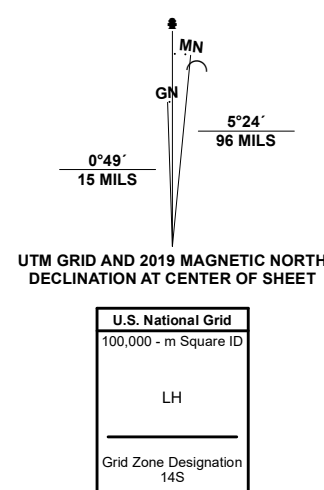 MN
GN
5°24´
96 MILS
0°49´
15 MILS
UTM GRID AND 2019 MAGNETIC NORTH
DECLINATION AT CENTER OF SHEET
U.S. National Grid
100,000 - m Square ID
LH
Grid Zone Designation
14S